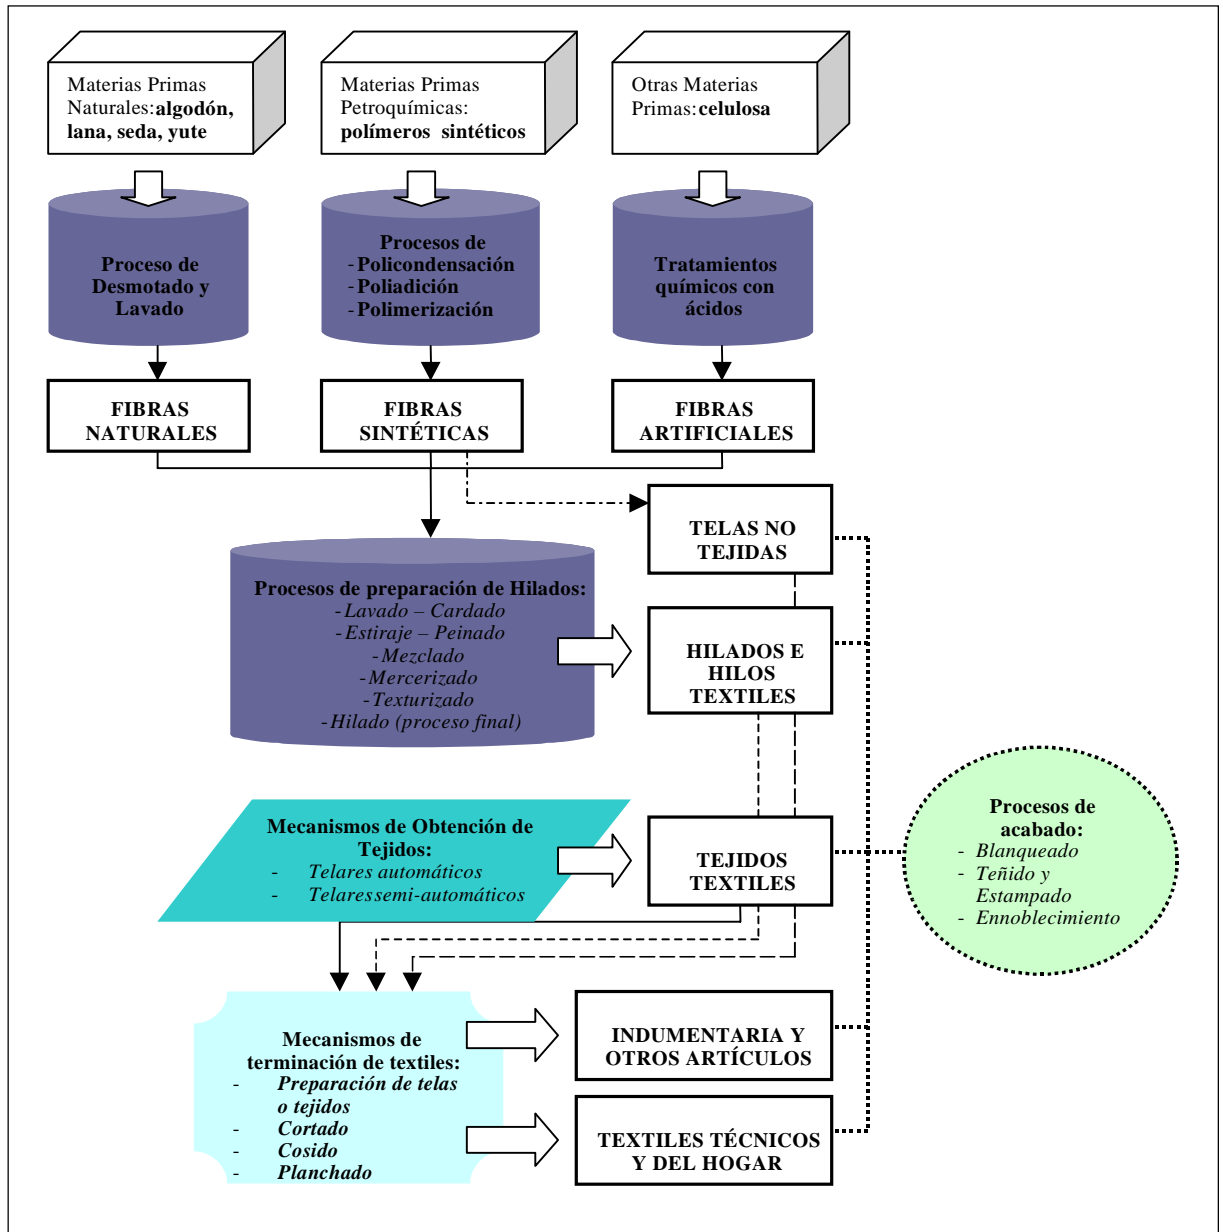 Materias Primas
Naturales:algodón,
lana, seda, yute
Materias Primas
Petroquímicas:
polímeros sintéticos
Otras Materias
Primas:celulosa
Proceso de
Desmotado y
Lavado
Procesos de
-Policondensación
-Poliadición
-Polimerización
Tratamientos
químicos con
ácidos
FIBRAS
NATURALES
FIBRAS
SINTÉTICAS
FIBRAS
ARTIFICIALES
TELAS NO
TEJIDAS
Procesos de preparación de Hilados:
-Lavado – Cardado
-Estiraje – Peinado
-Mezclado
-Mercerizado
-Texturizado
-Hilado (proceso final)
HILADOS E
HILOS
TEXTILES
Mecanismos de Obtención de
Tejidos:
- Telares automáticos
- Telaressemi-automáticos
TEJIDOS
TEXTILES
Procesos de
acabado:
- Blanqueado
- Teñido y
Estampado
- Ennoblecimiento
Mecanismos de
terminación de textiles:
- Preparación de telas
o tejidos
- Cortado
- Cosido
- Planchado
INDUMENTARIA Y
OTROS ARTÍCULOS
TEXTILES TÉCNICOS
Y DEL HOGAR